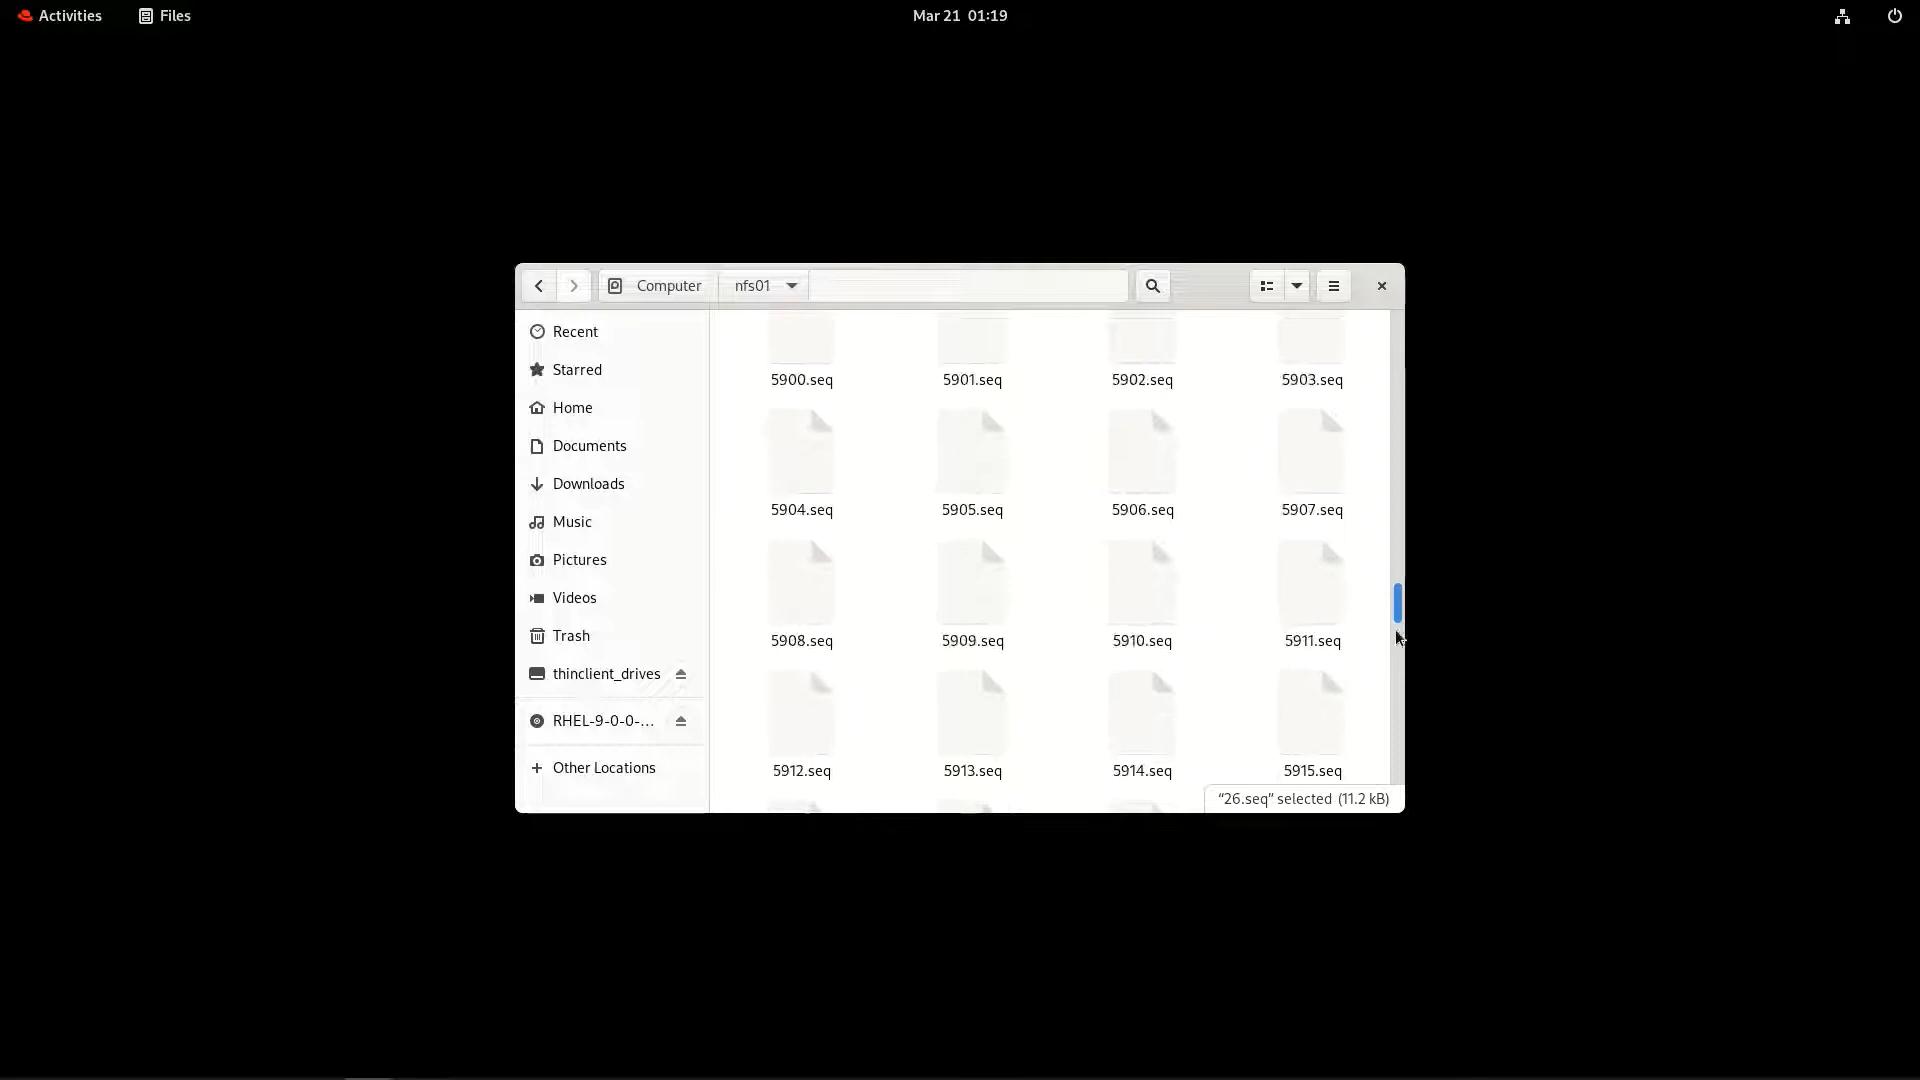 Activities Files Mar 21 01:19
Computer nfs01
Recent
Starred
Home
Documents
Downloads
Music
Pictures
Videos
Trash
thinclient_drives
RHEL-9-0-0-...
Other Locations
5900.seq 5901.seq 5902.seq 5903.seq
5904.seq 5905.seq 5906.seq 5907.seq
5908.seq 5909.seq 5910.seq 5911.seq
5912.seq 5913.seq 5914.seq 5915.seq
“26.seq” selected (11.2 kB)